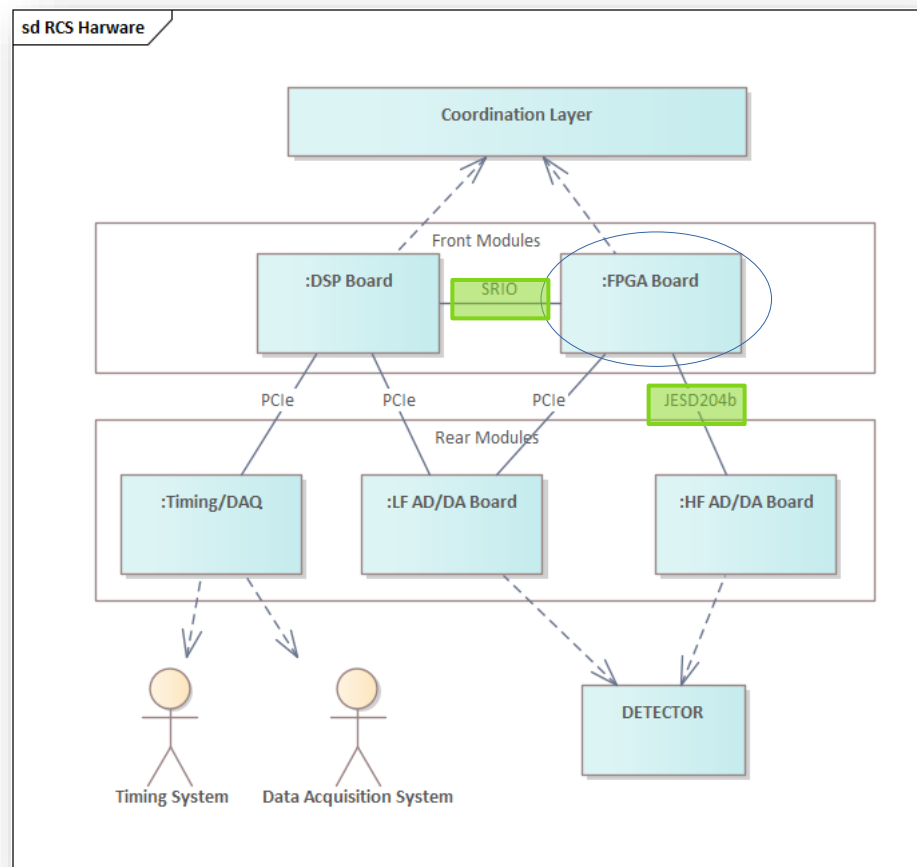 sd RCS Harware
Coordination Layer
Front Modules
:DSP Board
SRIO
:FPGA Board
PCIe
PCIe
PCIe
JESD204b
Rear Modules
:Timing/DAQ
:LF AD/DA Board
:HF AD/DA Board
DETECTOR
Timing System
Data Acquisition System